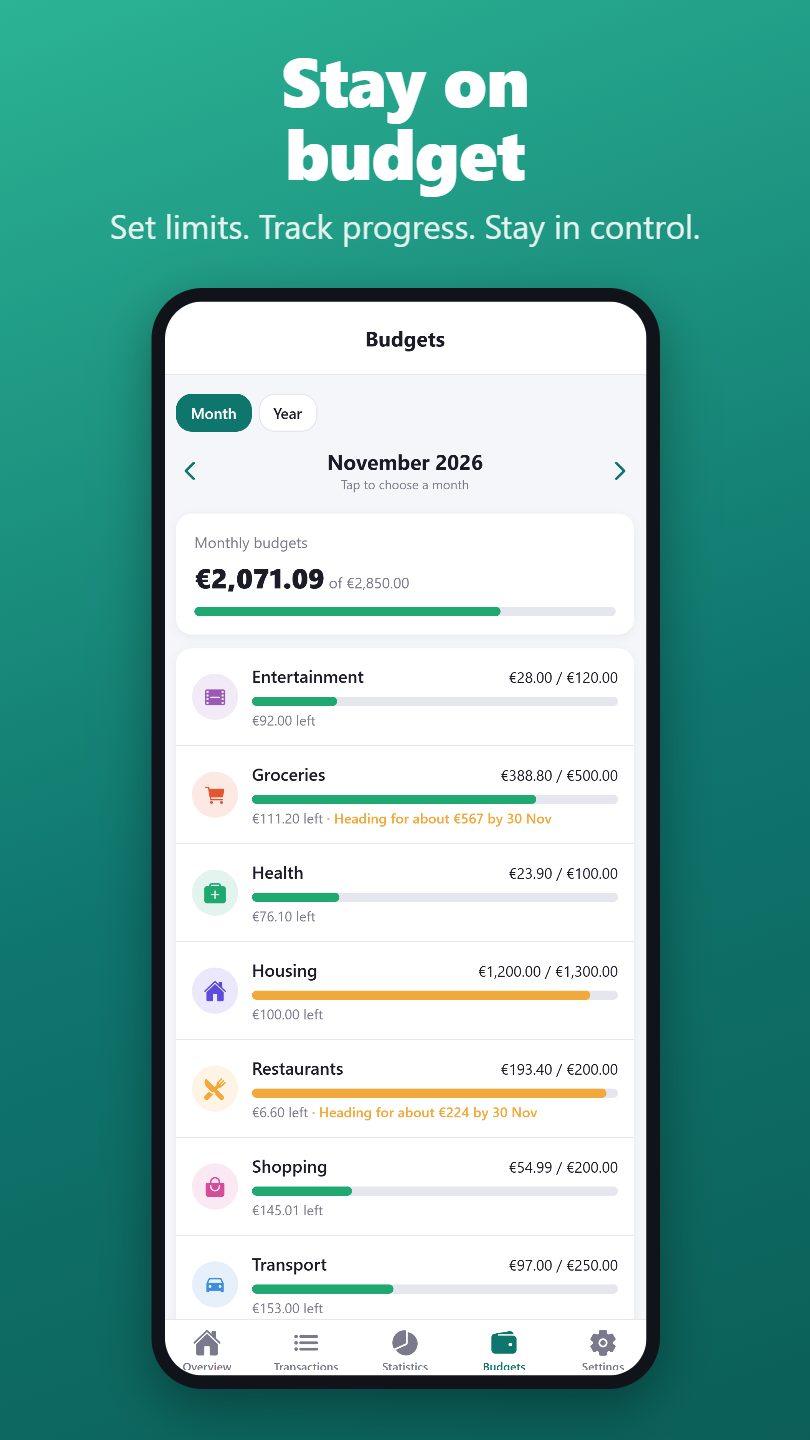 Stay on
budget
Set limits. Track progress. Stay in control.
Budgets
Month
Year
November 2026
Tap to choose a month
Monthly budgets
€2,071.09 of €2,850.00
Entertainment
€28.00 / €120.00
€92.00 left
Groceries
€388.80 / €500.00
€111.20 left · Heading for about €567 by 30 Nov
Health
€23.90 / €100.00
€76.10 left
Housing
€1,200.00 / €1,300.00
€100.00 left
Restaurants
€193.40 / €200.00
€6.60 left · Heading for about €224 by 30 Nov
Shopping
€54.99 / €200.00
€145.01 left
Transport
€97.00 / €250.00
€153.00 left
Overview
Transactions
Statistics
Budgets
Settings